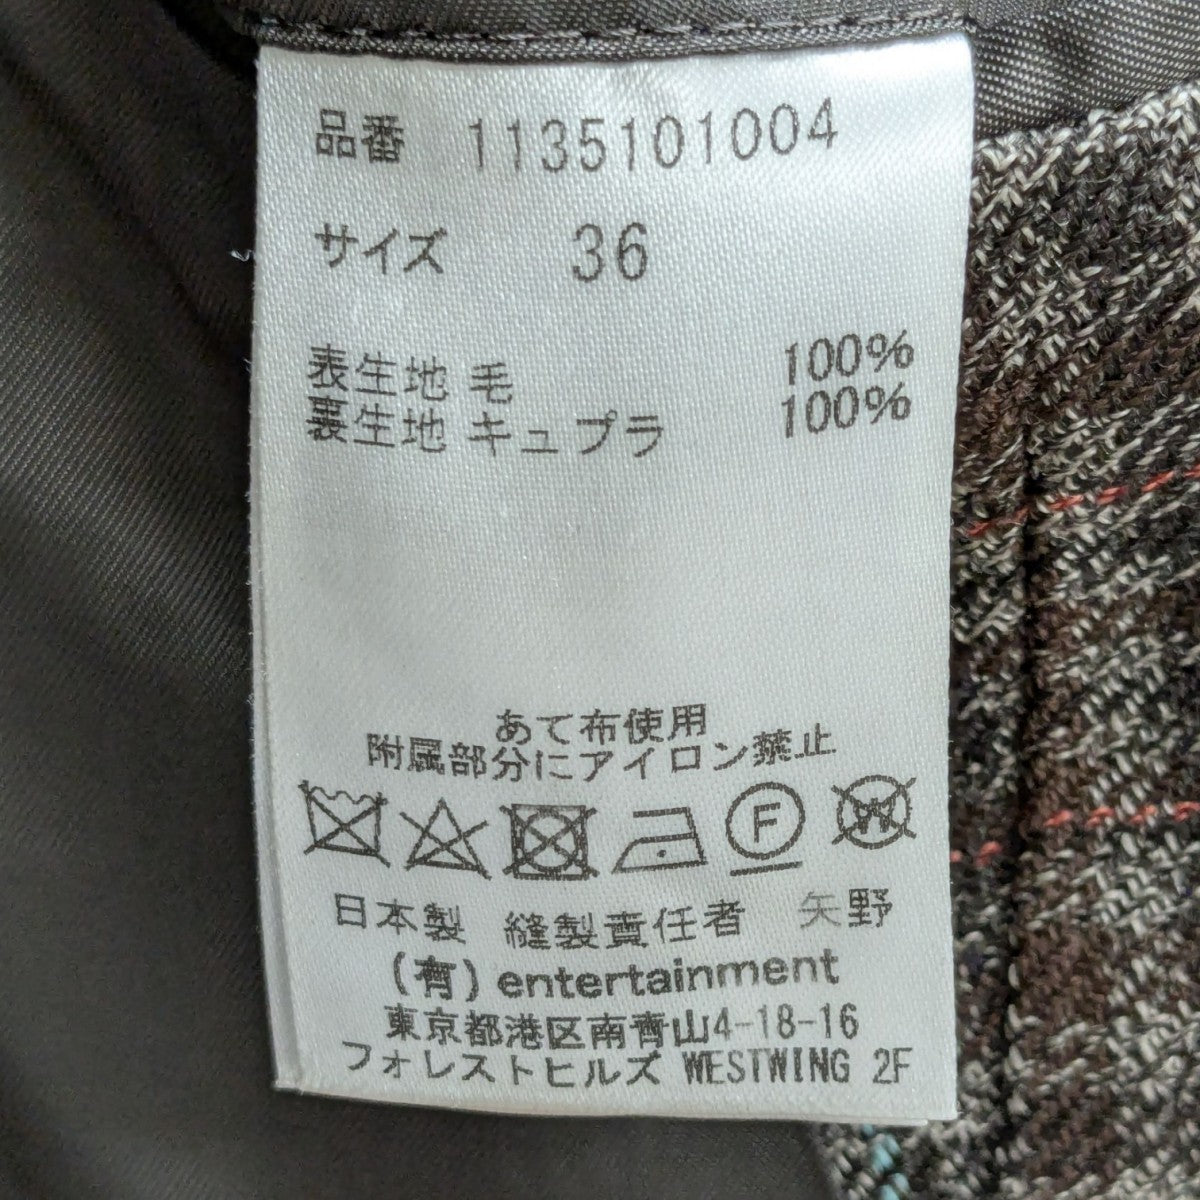 品番 1135101004
サイズ 36
表生地 毛 100%
裏生地 キュプラ 100%
あて布使用
附属部分にアイロン禁止
F W
日本製 縫製責任者 矢野
(有) entertainment
東京都港区南青山4-18-16
フォレストヒルズ WESTWING 2F